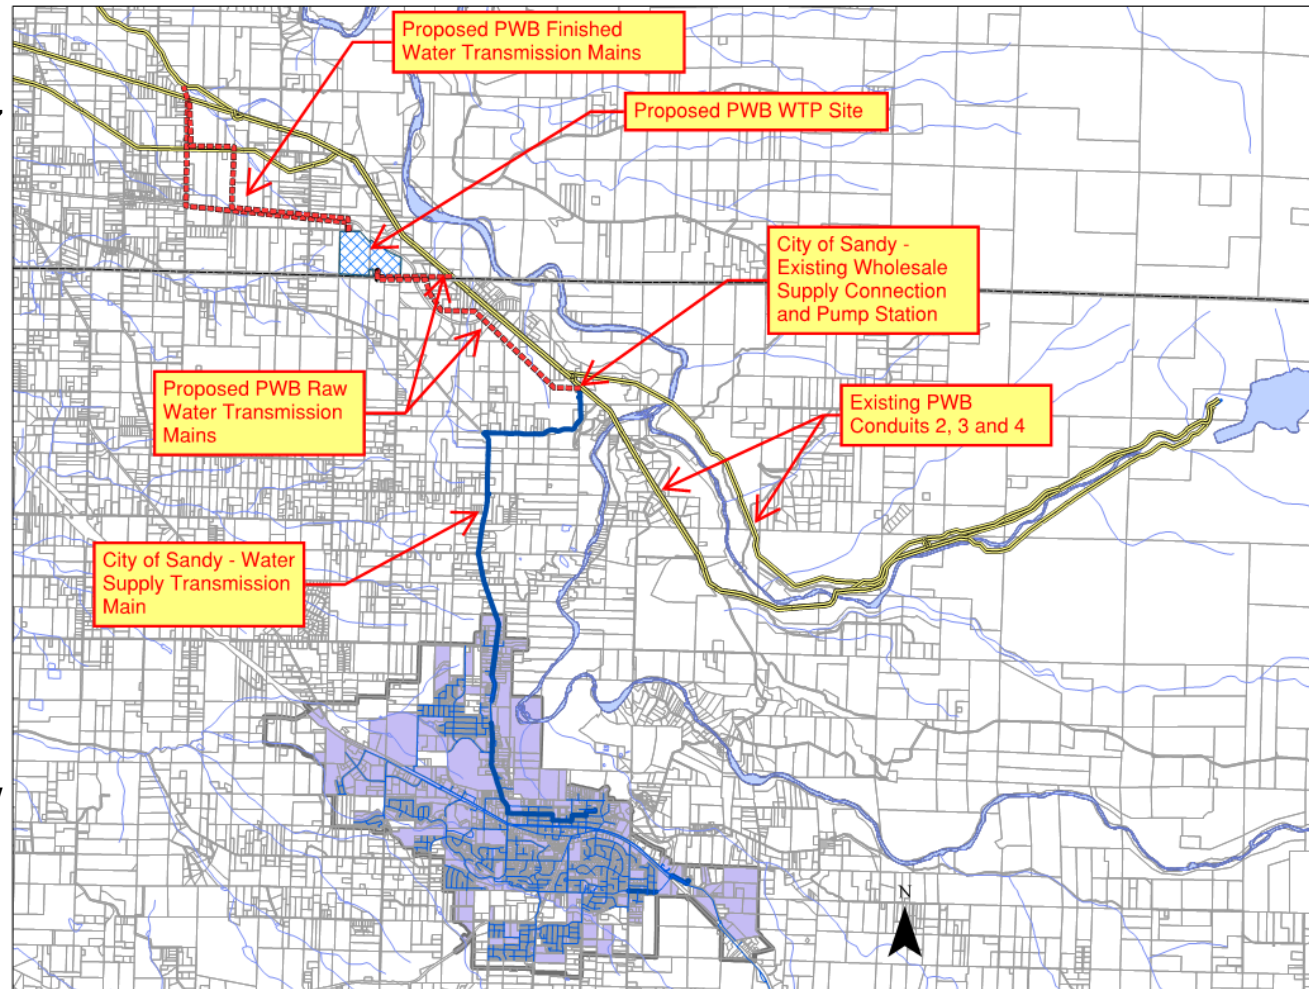 Proposed PWB Finished
Water Transmission Mains
Proposed PWB WTP Site
City of Sandy -
Existing Wholesale
Supply Connection
and Pump Station
Proposed PWB Raw
Water Transmission
Mains
Existing PWB
Conduits 2, 3 and 4
City of Sandy - Water
Supply Transmission
Main
N